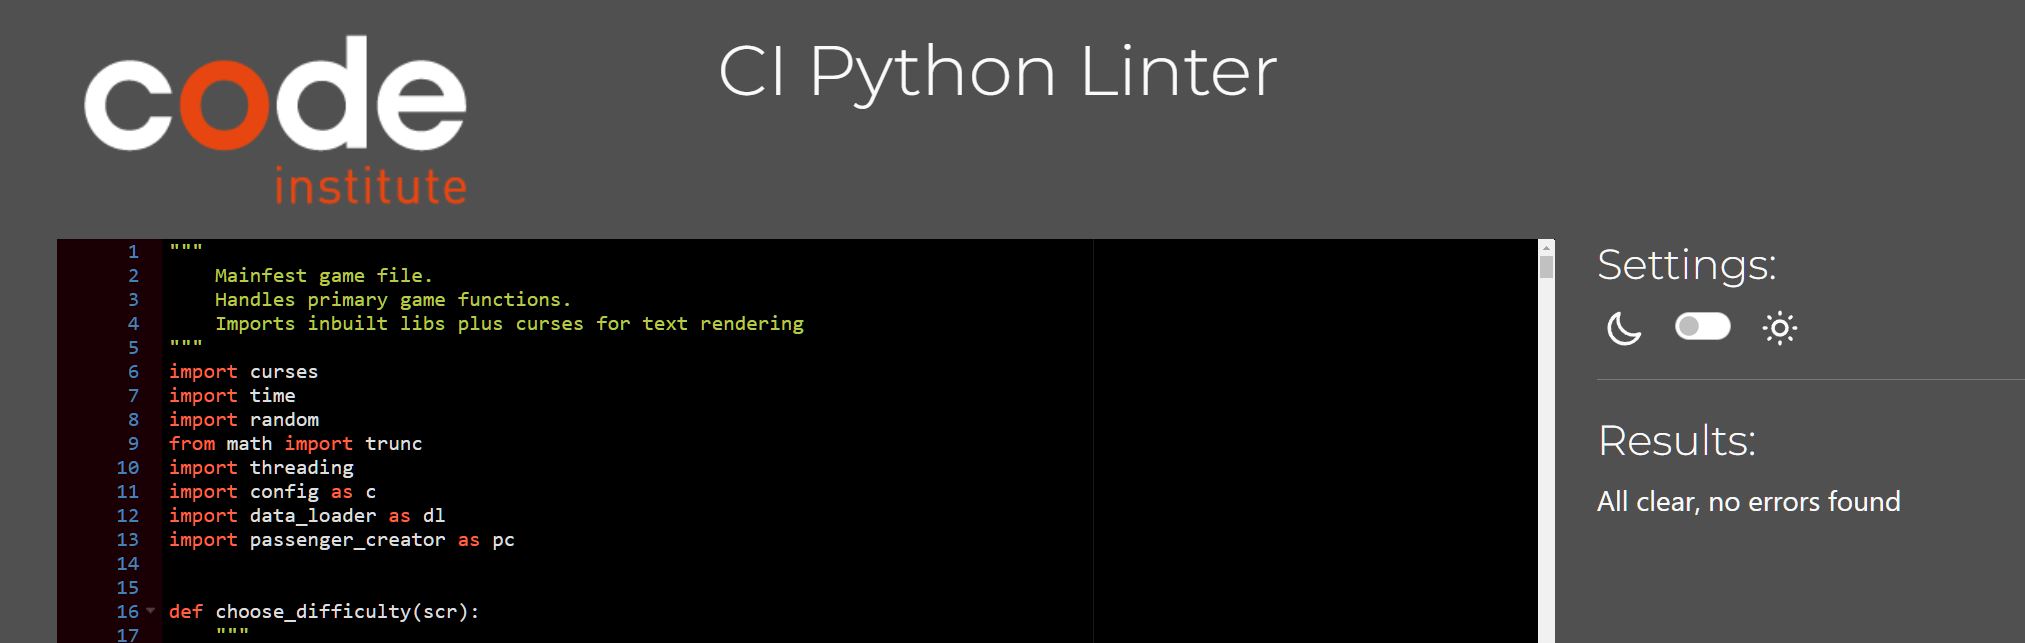 code
institute
CI Python Linter
1 """
2     Mainfest game file.
3     Handles primary game functions.
4     Imports inbuilt libs plus curses for text rendering
5 """
6 import curses
7 import time
8 import random
9 from math import trunc
10 import threading
11 import config as c
12 import data_loader as dl
13 import passenger_creator as pc
14
15
16 def choose_difficulty(scr):
17     """
Settings:
Results:
All clear, no errors found